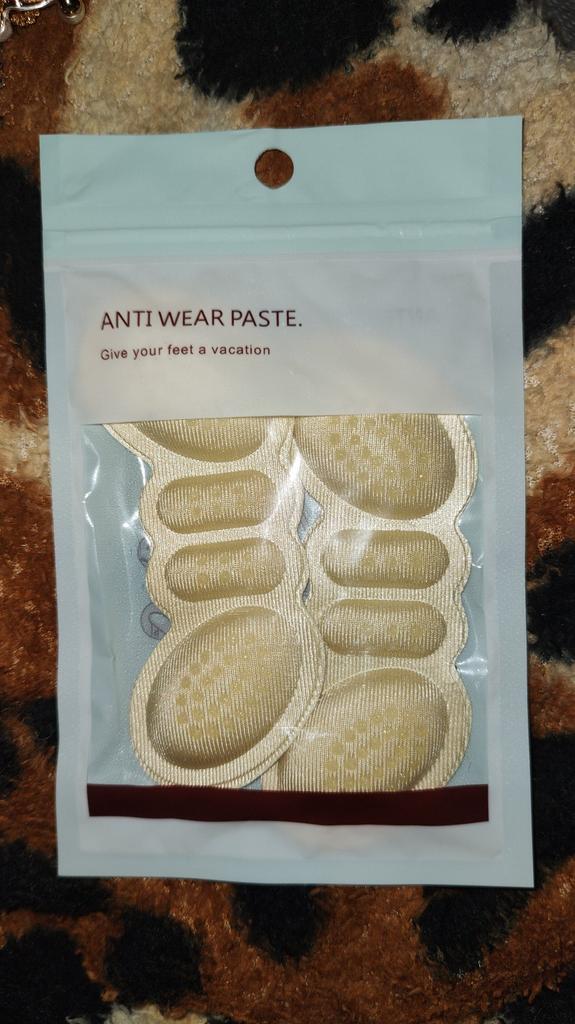 ANTI WEAR PASTE.
Give your feet a vacation